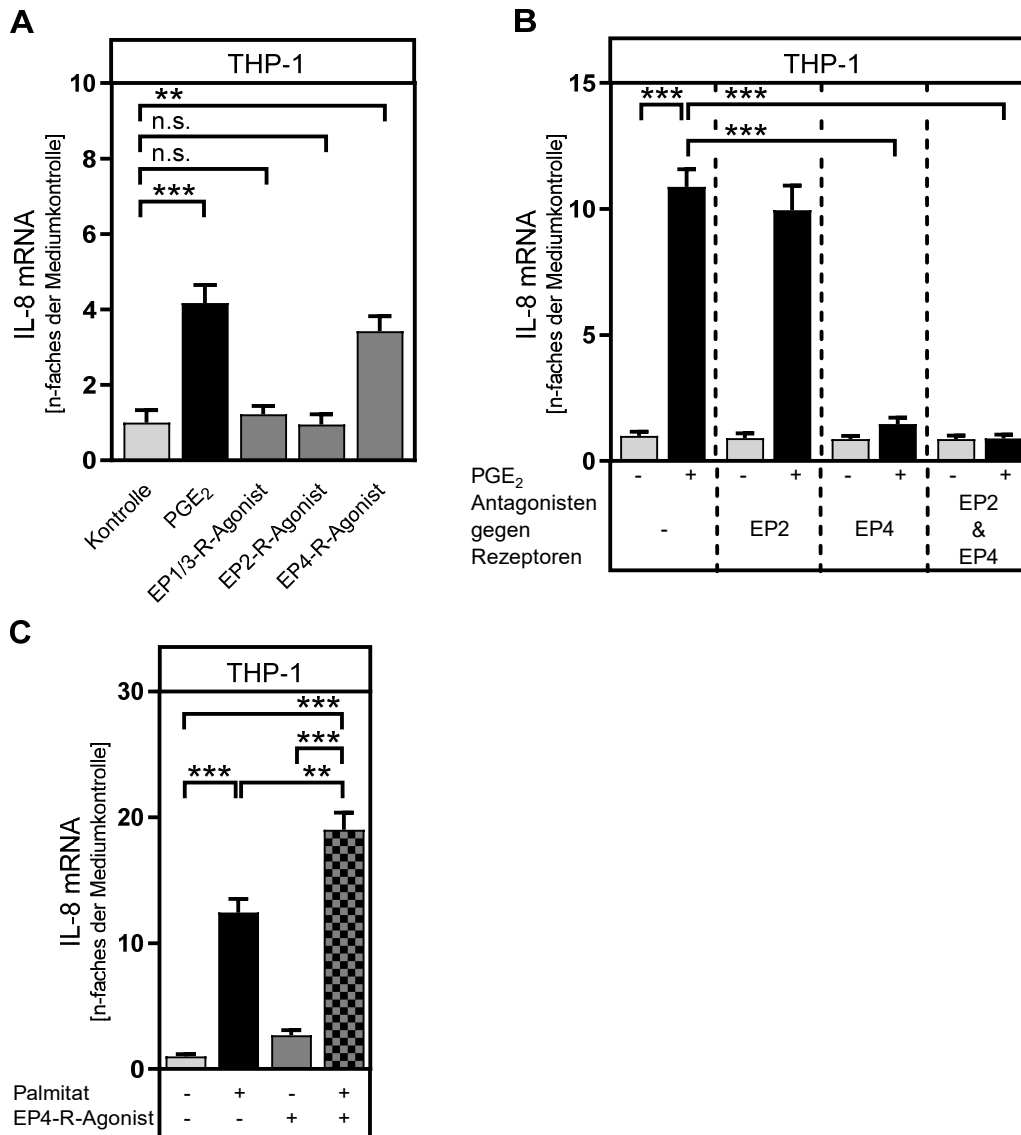 A
THP-1
IL-8 mRNA
[n-faches der Mediumkontrolle]
10
8
6
4
2
0
**
n.s.
n.s.
***
Kontrolle
PGE₂
EP1/3-R-Agonist
EP2-R-Agonist
EP4-R-Agonist
B
THP-1
IL-8 mRNA
[n-faches der Mediumkontrolle]
15
10
5
0
*** ***
***
PGE₂ - + - + - + - +
Antagonisten
gegen
Rezeptoren
-
EP2
EP4
EP2
&
EP4
C
THP-1
IL-8 mRNA
[n-faches der Mediumkontrolle]
30
20
10
0
***
***
*** **
Palmitat - + - +
EP4-R-Agonist - - + +